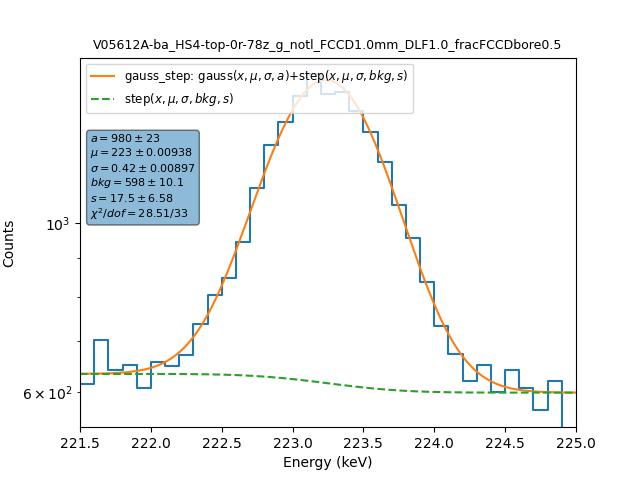 V05612A-ba_HS4-top-0r-78z_g_notl_FCCD1.0mm_DLF1.0_fracFCCDbore0.5
gauss_step: gauss(x, μ, σ, a)+step(x, μ, σ, bkg, s)
step(x, μ, σ, bkg, s)
a = 980 ± 23
μ = 223 ± 0.00938
σ = 0.42 ± 0.00897
bkg = 598 ± 10.1
s = 17.5 ± 6.58
χ²/dof = 28.51/33
10³
6 × 10²
Counts
221.5 222.0 222.5 223.0 223.5 224.0 224.5 225.0
Energy (keV)